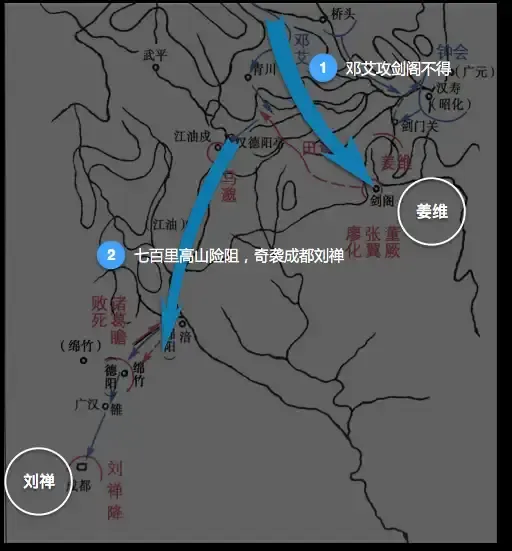 桥头
邓艾
钟会
武平
青川
1
邓艾攻剑阁不得
(广元)
汉寿
(昭化)
剑门关
江油戍
汉德阳亭
田
姜维
马邈
剑阁
姜维
江油
廖化
张翼
董厥
2
七百里高山险阻，奇袭成都刘禅
诸葛瞻
败死
涪
阳)
(绵竹)
(德阳)
绵竹
广汉
雒
刘禅
成都
刘禅降